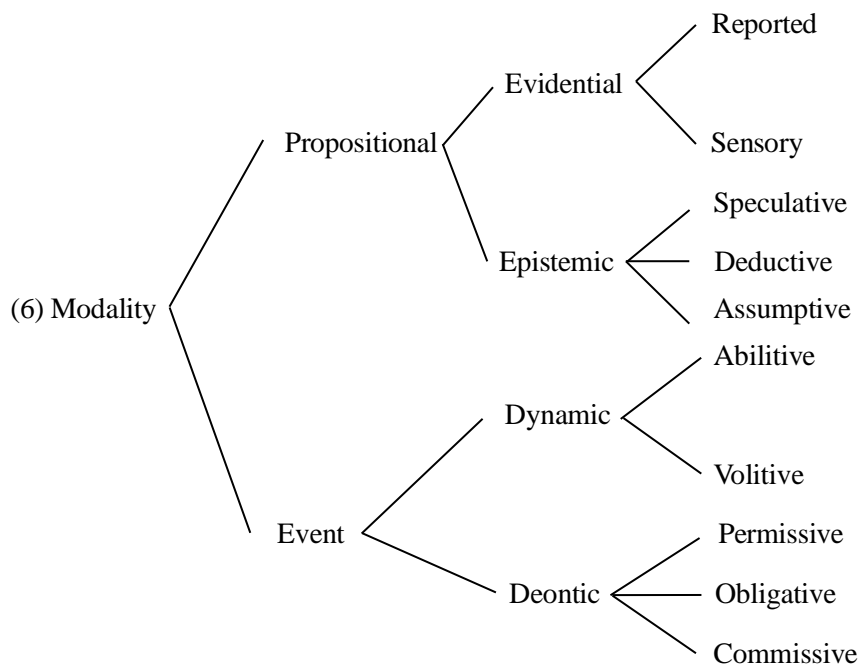 Reported
Evidential
Propositional
Sensory
Speculative
Epistemic
Deductive
(6) Modality
Assumptive
Abilitive
Dynamic
Volitive
Event
Permissive
Deontic
Obligative
Commissive